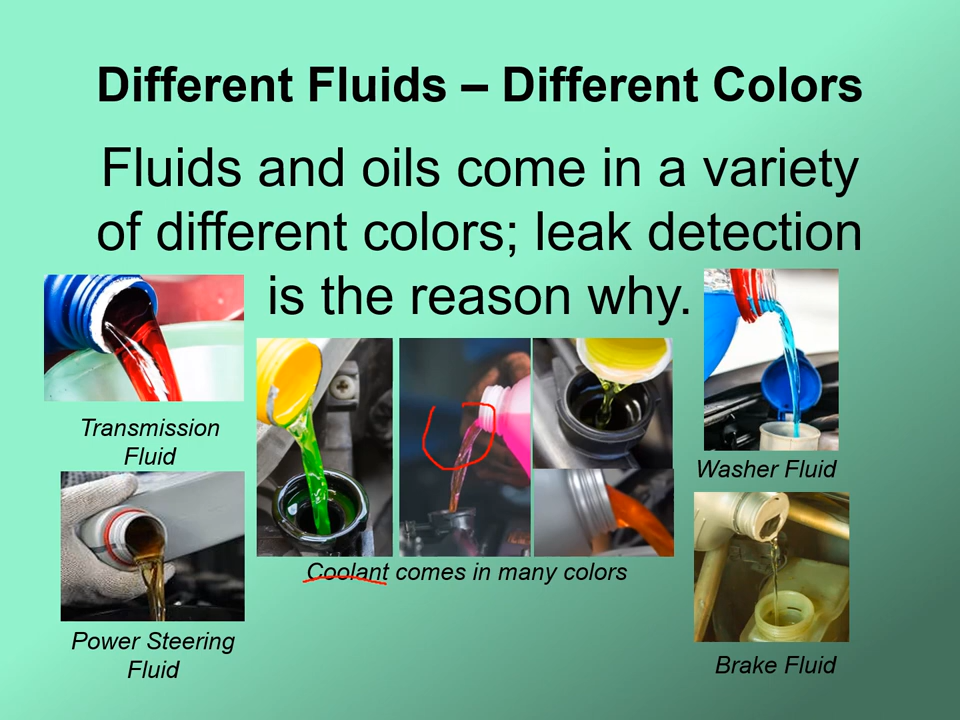 Different Fluids – Different Colors
Fluids and oils come in a variety
of different colors; leak detection
is the reason why.
Transmission
Fluid
Washer Fluid
Coolant comes in many colors
Power Steering
Fluid
Brake Fluid